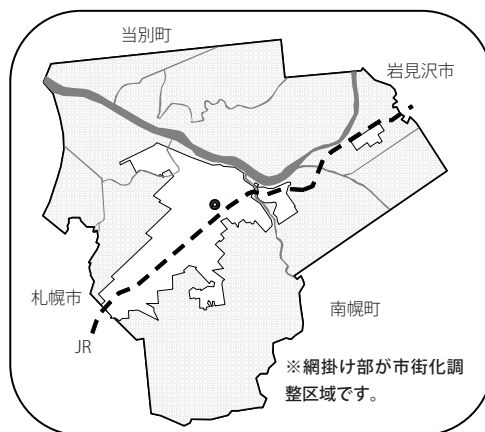 当別町
岩見沢市
札幌市
南幌町
JR
※網掛け部が市街化調
整区域です。